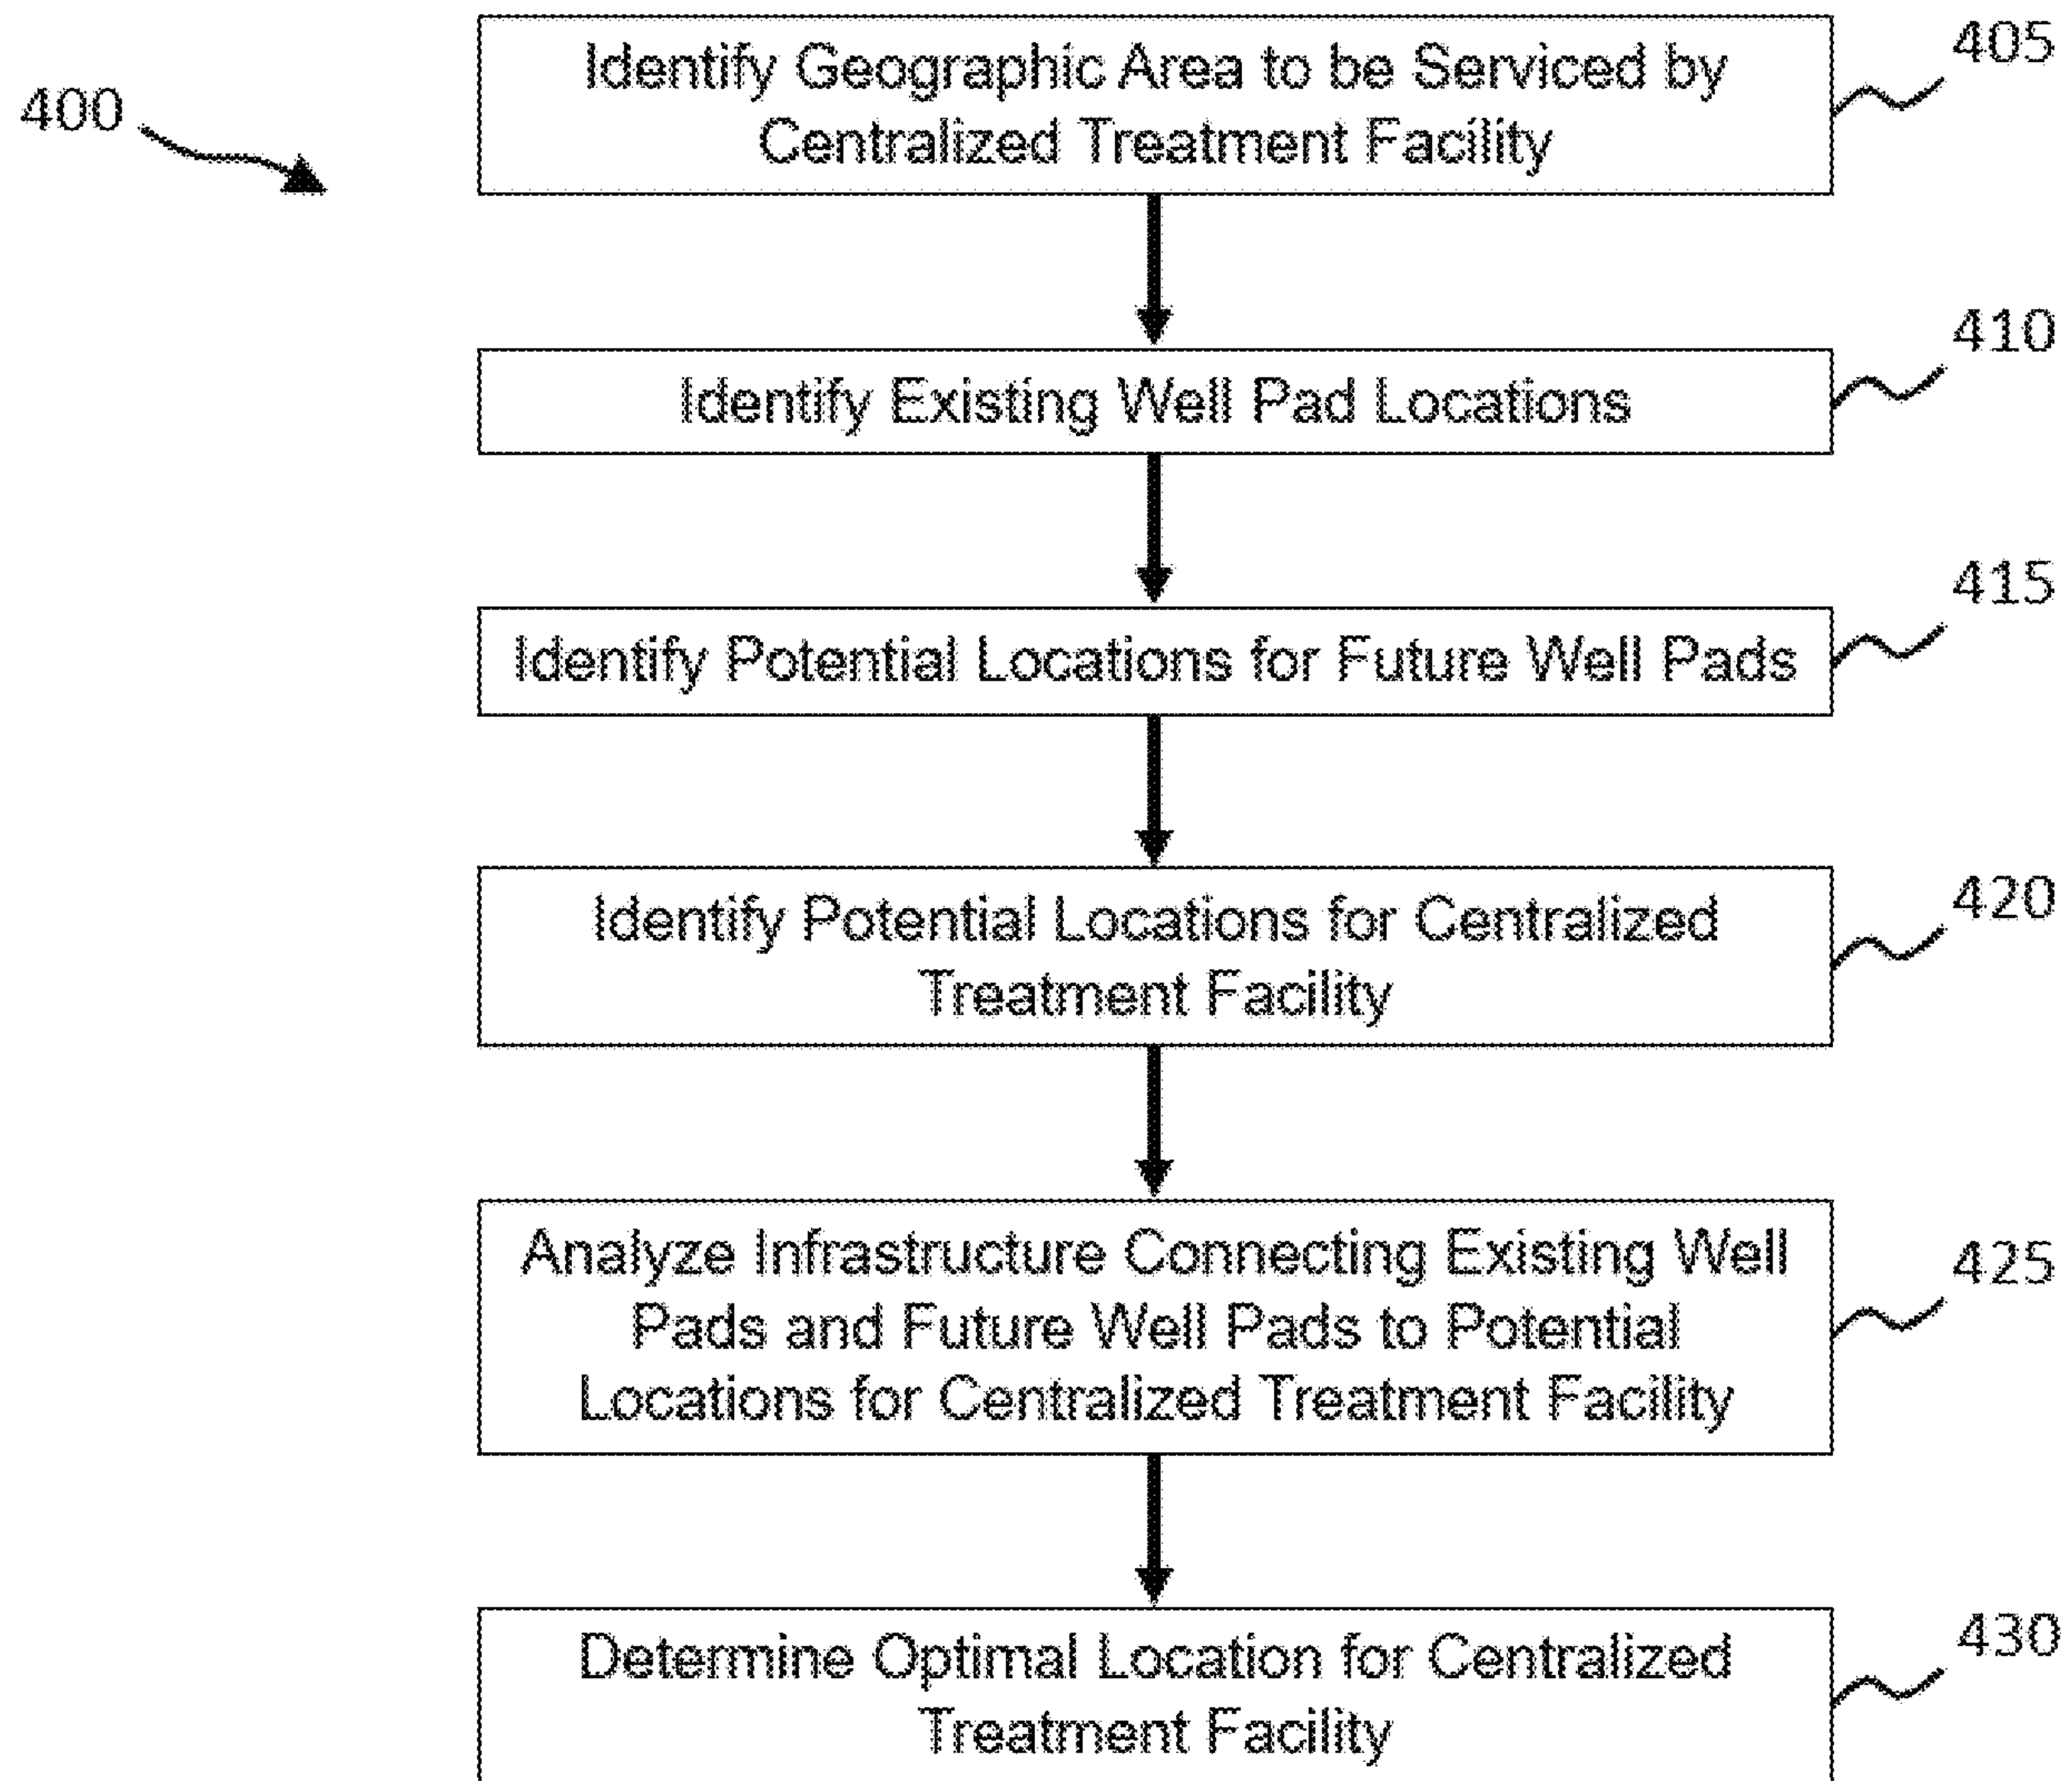 400
Identify Geographic Area to be Serviced by
Centralized Treatment Facility
405
Identify Existing Well Pad Locations
410
Identify Potential Locations for Future Well Pads
415
Identify Potential Locations for Centralized
Treatment Facility
420
Analyze Infrastructure Connecting Existing Well
Pads and Future Well Pads to Potential
Locations for Centralized Treatment Facility
425
Determine Optimal Location for Centralized
Treatment Facility
430